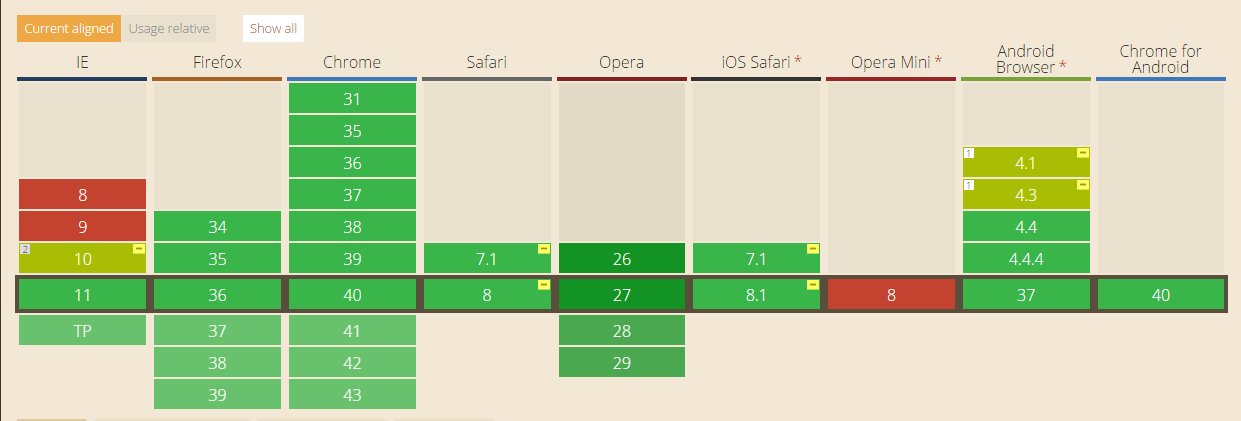 Current aligned Usage relative Show all
IE Firefox Chrome Safari Opera iOS Safari * Opera Mini * Android Browser * Chrome for Android
31
35
36 1 4.1
8 37 1 4.3
9 34 38 4.4
2 10 35 39 7.1 26 7.1 4.4.4
11 36 40 8 27 8.1 8 37 40
TP 37 41 28
38 42 29
39 43